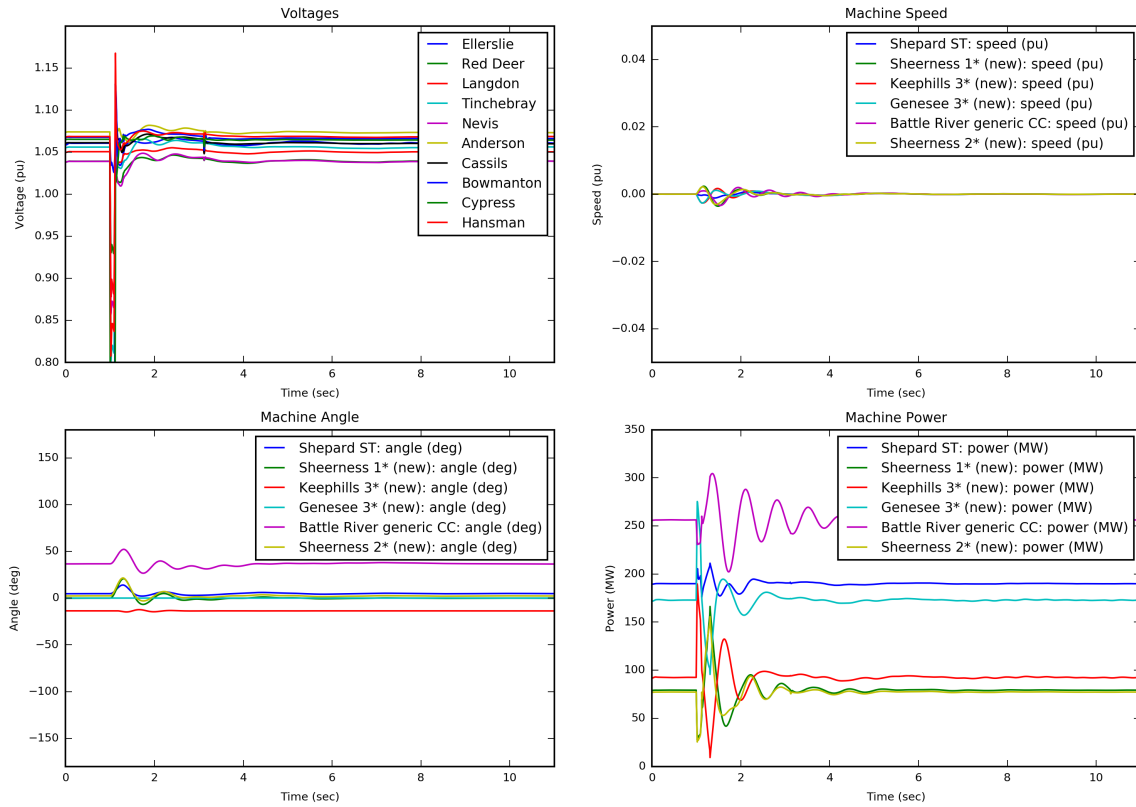 Voltages
1.15
1.10
1.05
1.00
0.95
0.90
0.85
0.80
Voltage (pu)
0 2 4 6 8 10
Time (sec)
Ellerslie
Red Deer
Langdon
Tinchebray
Nevis
Anderson
Cassils
Bowmanton
Cypress
Hansman
Machine Speed
0.04
0.02
0.00
−0.02
−0.04
Speed (pu)
0 2 4 6 8 10
Time (sec)
Shepard ST: speed (pu)
Sheerness 1* (new): speed (pu)
Keephills 3* (new): speed (pu)
Genesee 3* (new): speed (pu)
Battle River generic CC: speed (pu)
Sheerness 2* (new): speed (pu)
Machine Angle
150
100
50
0
−50
−100
−150
Angle (deg)
0 2 4 6 8 10
Time (sec)
Shepard ST: angle (deg)
Sheerness 1* (new): angle (deg)
Keephills 3* (new): angle (deg)
Genesee 3* (new): angle (deg)
Battle River generic CC: angle (deg)
Sheerness 2* (new): angle (deg)
Machine Power
350
300
250
200
150
100
50
0
Power (MW)
0 2 4 6 8 10
Time (sec)
Shepard ST: power (MW)
Sheerness 1* (new): power (MW)
Keephills 3* (new): power (MW)
Genesee 3* (new): power (MW)
Battle River generic CC: power (MW)
Sheerness 2* (new): power (MW)